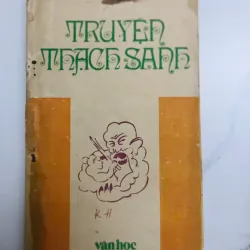 TRUYỆN
THẠCH SANH
K H
văn học